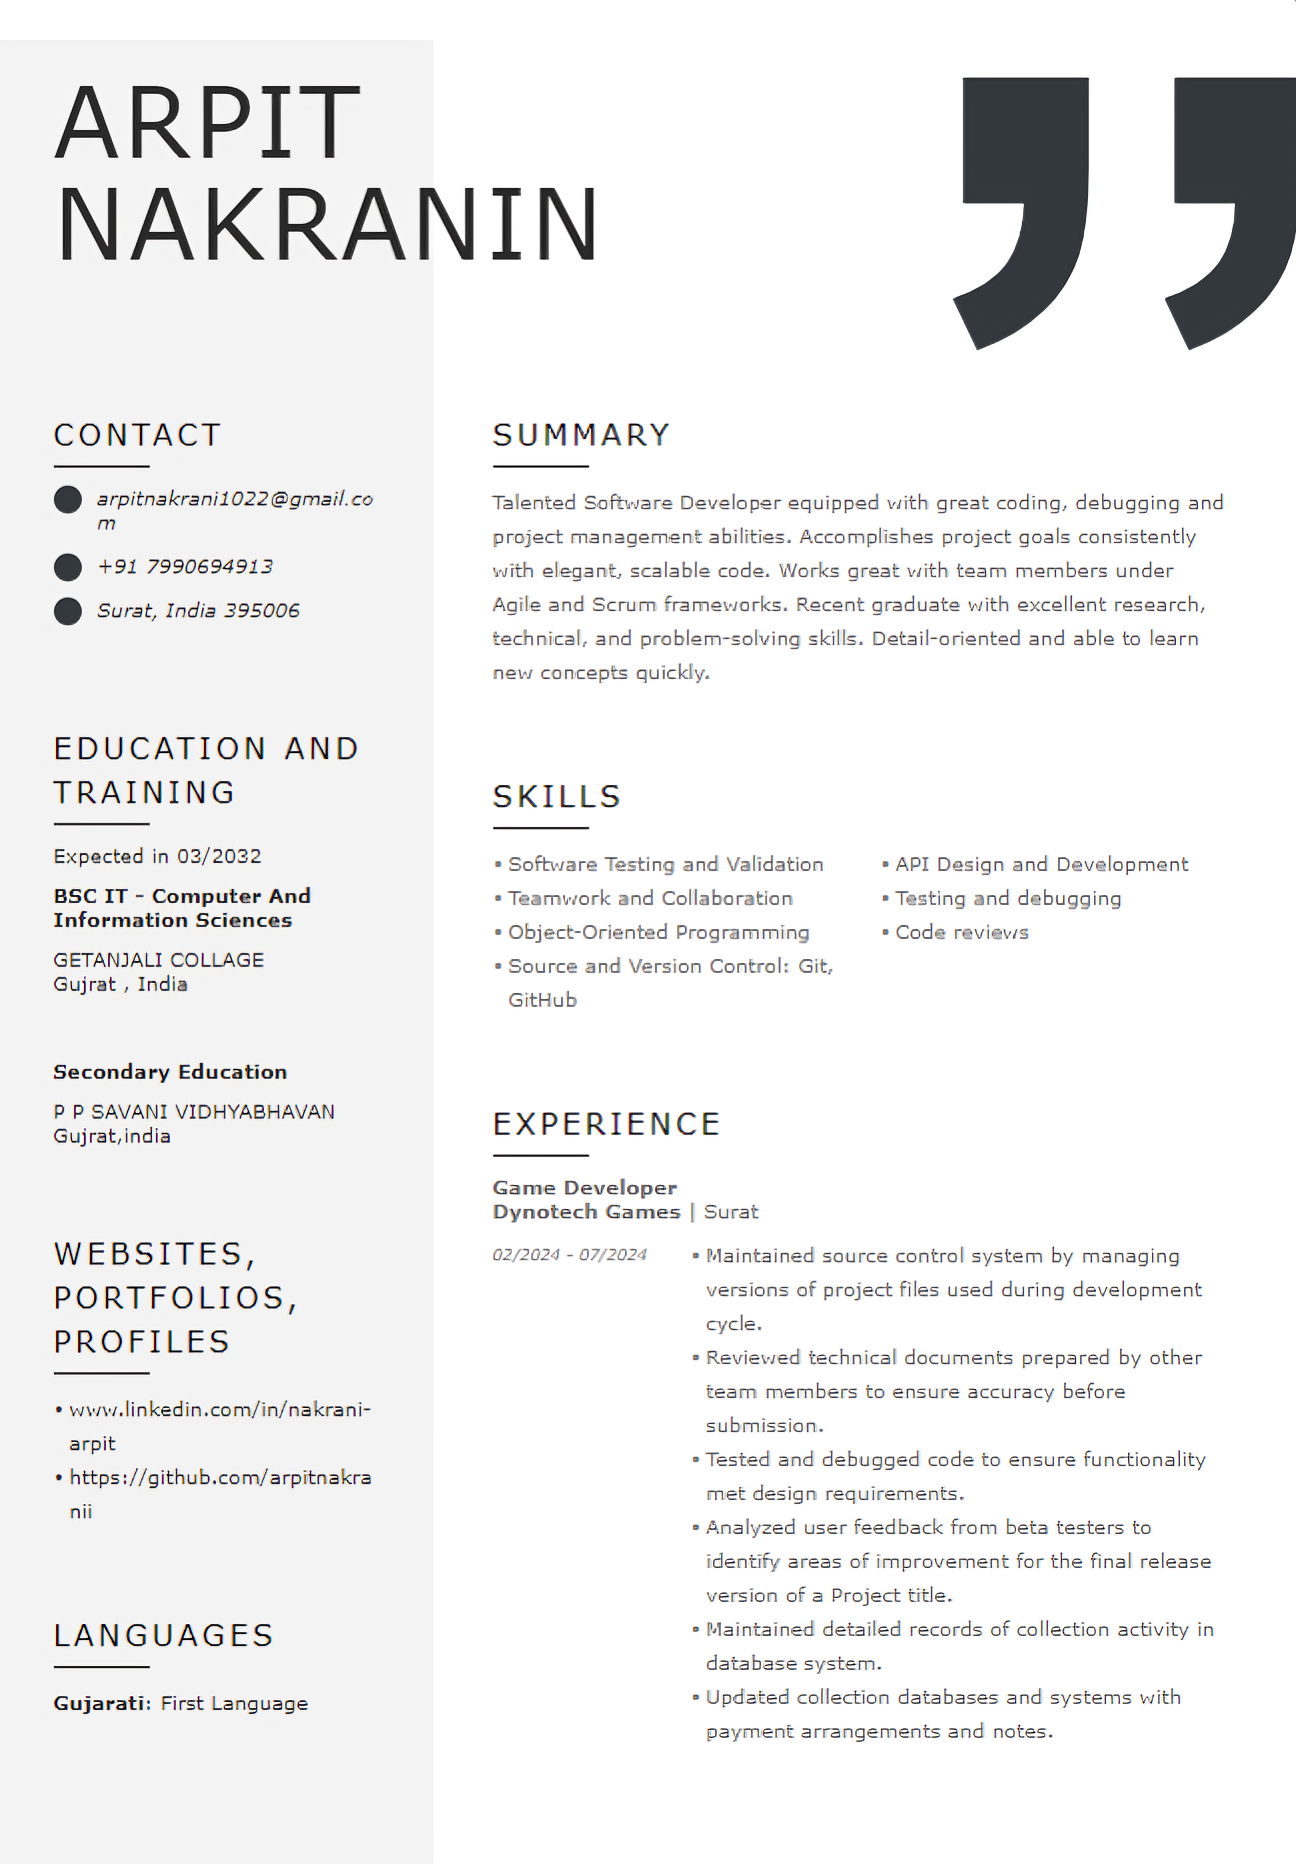 ARPIT
NAKRANIN
CONTACT
arpitnakrani1022@gmail.co
m
+91 7990694913
Surat, India 395006
EDUCATION AND
TRAINING
Expected in 03/2032
BSC IT - Computer And
Information Sciences
GETANJALI COLLAGE
Gujrat , India
Secondary Education
P P SAVANI VIDHYABHAVAN
Gujrat,india
WEBSITES,
PORTFOLIOS,
PROFILES
• www.linkedin.com/in/nakrani-
arpit
• https://github.com/arpitnakra
nii
LANGUAGES
Gujarati: First Language
SUMMARY
Talented Software Developer equipped with great coding, debugging and
project management abilities. Accomplishes project goals consistently
with elegant, scalable code. Works great with team members under
Agile and Scrum frameworks. Recent graduate with excellent research,
technical, and problem-solving skills. Detail-oriented and able to learn
new concepts quickly.
SKILLS
• Software Testing and Validation
• Teamwork and Collaboration
• Object-Oriented Programming
• Source and Version Control: Git,
GitHub
• API Design and Development
• Testing and debugging
• Code reviews
EXPERIENCE
Game Developer
Dynotech Games | Surat
02/2024 - 07/2024
• Maintained source control system by managing
versions of project files used during development
cycle.
• Reviewed technical documents prepared by other
team members to ensure accuracy before
submission.
• Tested and debugged code to ensure functionality
met design requirements.
• Analyzed user feedback from beta testers to
identify areas of improvement for the final release
version of a Project title.
• Maintained detailed records of collection activity in
database system.
• Updated collection databases and systems with
payment arrangements and notes.